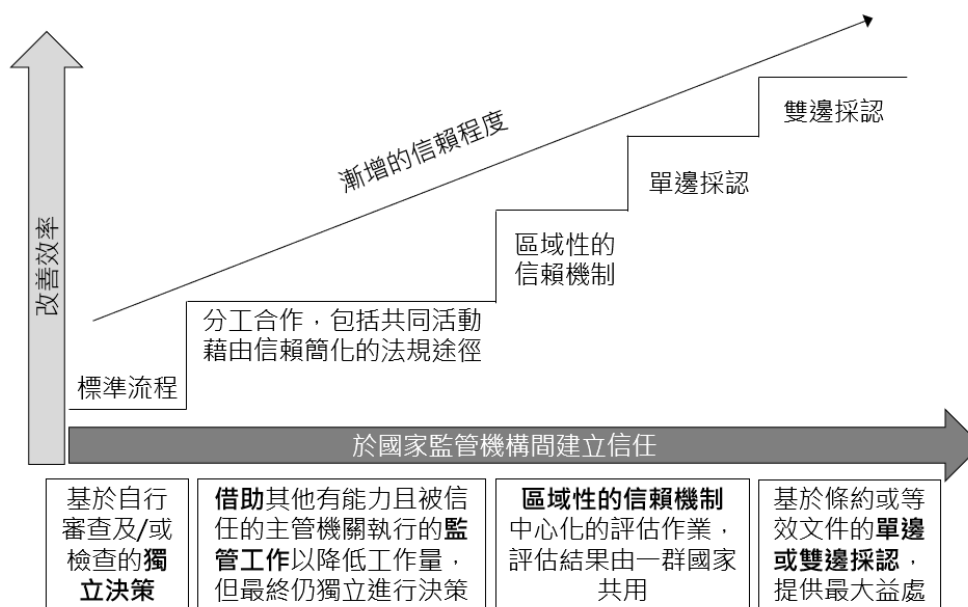 雙邊採認
單邊採認
漸增的信賴程度
區域性的
信賴機制
改善效率
分工合作，包括共同活動
藉由信賴簡化的法規途徑
標準流程
於國家監管機構間建立信任
基於自行
審查及/或
檢查的獨
立決策
借助其他有能力且被信
任的主管機關執行的監
管工作以降低工作量，
但最終仍獨立進行決策
區域性的信賴機制
中心化的評估作業，
評估結果由一群國家
共用
基於條約或等
效文件的單邊
或雙邊採認，
提供最大益處